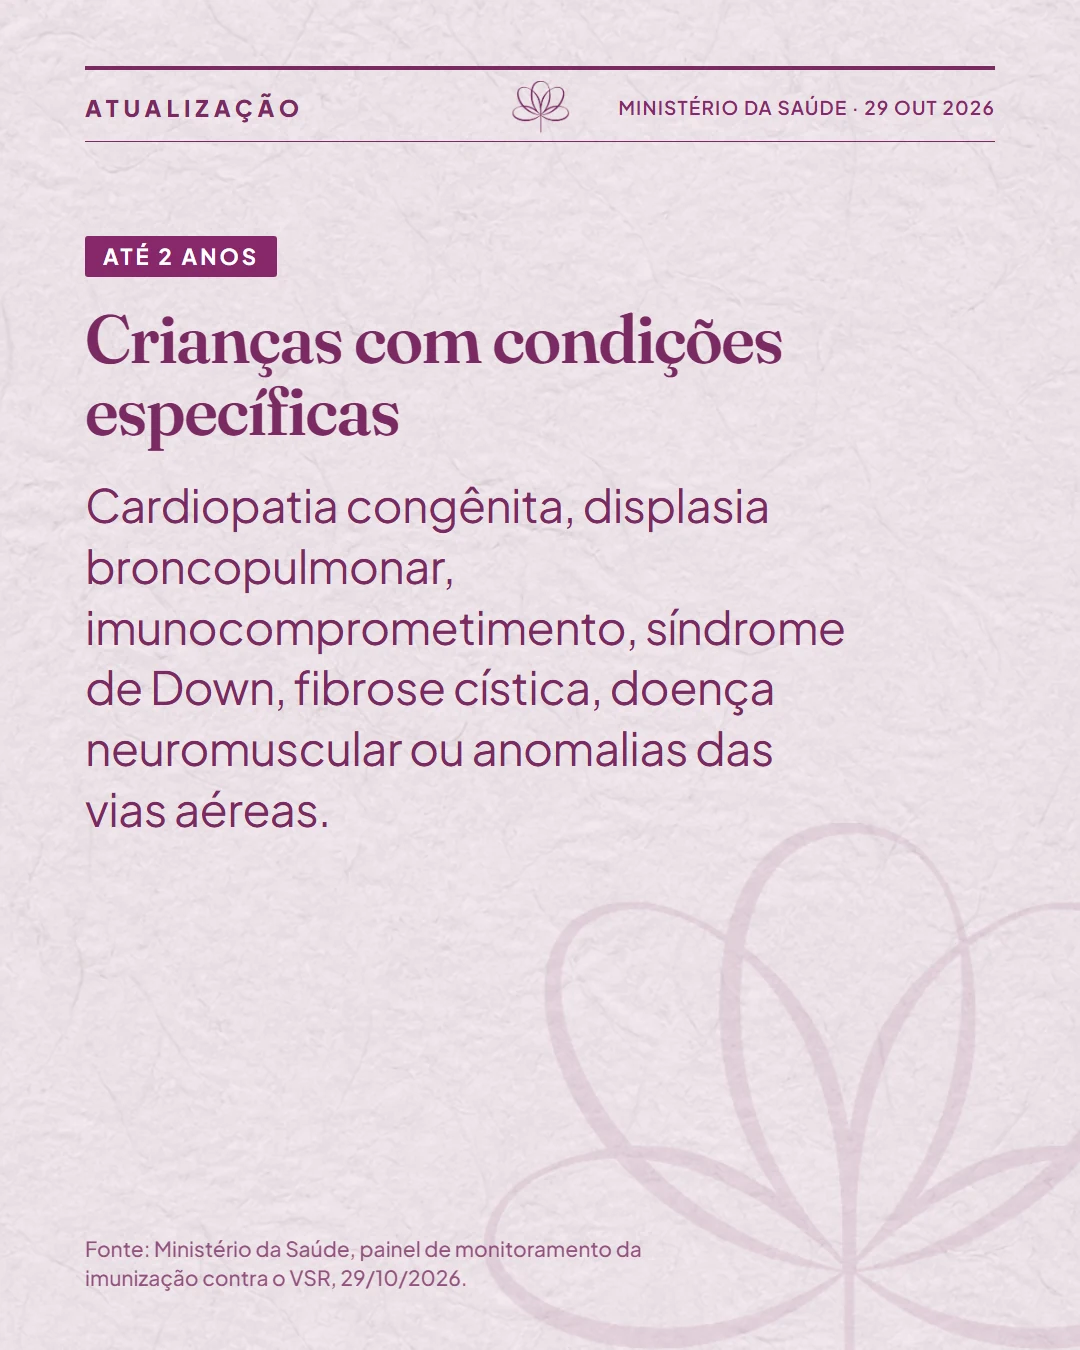 ATUALIZAÇÃO
MINISTÉRIO DA SAÚDE · 29 OUT 2026
ATÉ 2 ANOS
Crianças com condições
específicas
Cardiopatia congênita, displasia
broncopulmonar,
imunocomprometimento, síndrome
de Down, fibrose cística, doença
neuromuscular ou anomalias das
vias aéreas.
Fonte: Ministério da Saúde, painel de monitoramento da
imunização contra o VSR, 29/10/2026.